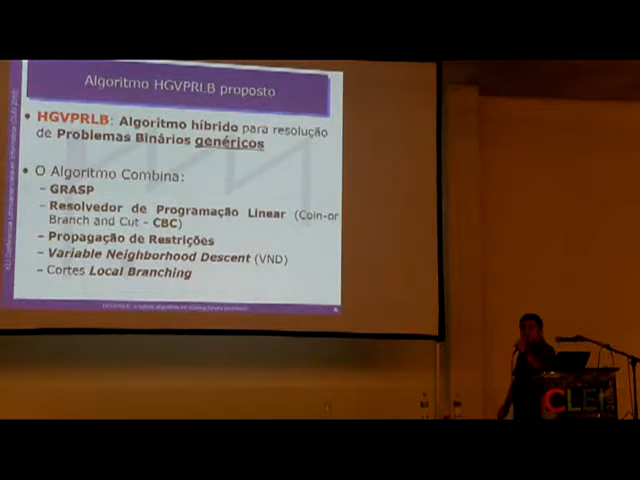 Algoritmo HGVPRLB proposto
• HGVPRLB: Algoritmo híbrido para resolução
de Problemas Binários genéricos
• O Algoritmo Combina:
– GRASP
– Resolvedor de Programação Linear (Coin-or
Branch and Cut - CBC)
– Propagação de Restrições
– Variable Neighborhood Descent (VND)
– Cortes Local Branching
CLEI